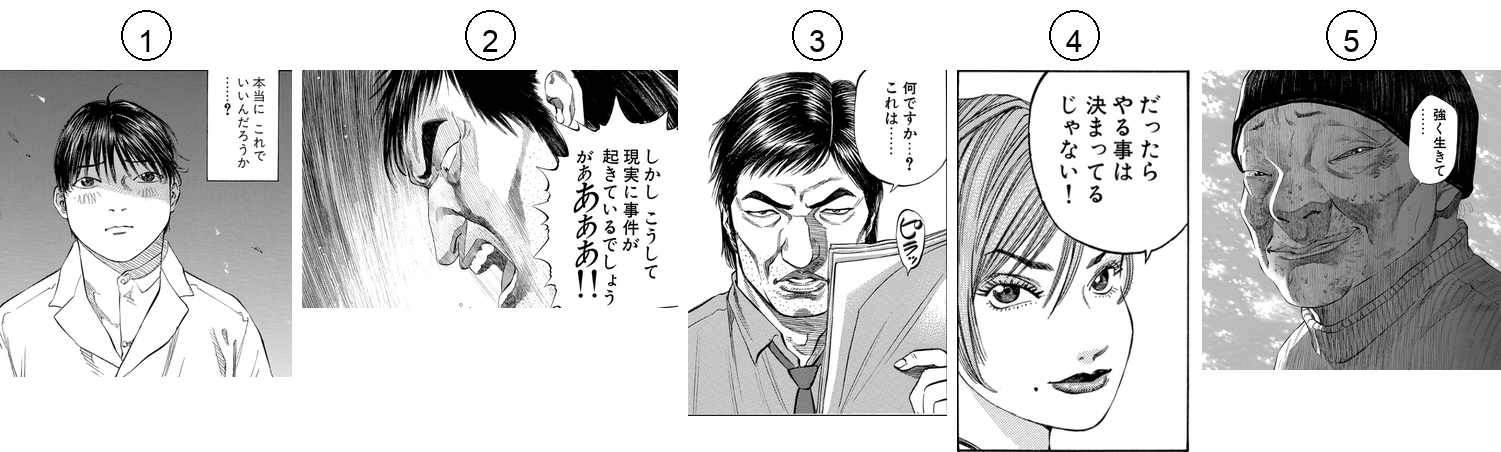 1
本当に これで
いいんだろうか
……?
2
しかし こうして
現実に事件が
起きているでしょう
がぁあああ!!
3
何ですか…?
これは……
ピラッ
4
だったら
やる事は
決まってる
じゃない!
5
強く生きて
……